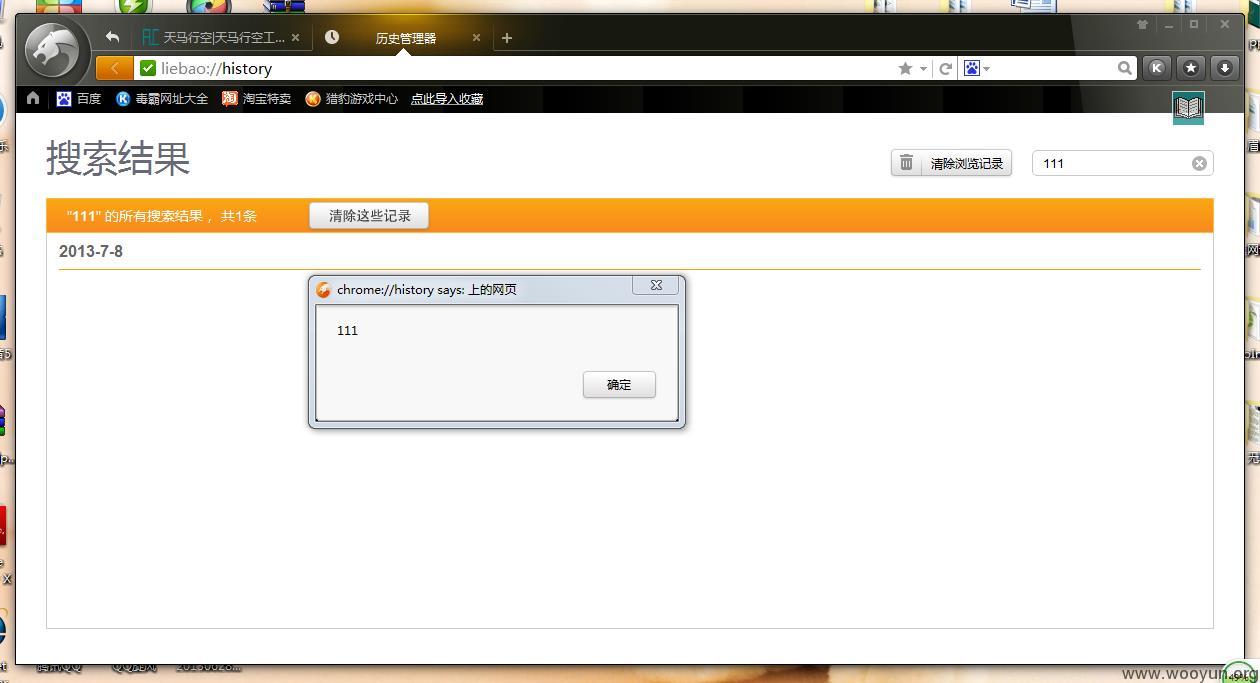 天马行空|天马行空工...
历史管理器
liebao://history
百度
毒霸网址大全
淘宝特卖
猎豹游戏中心
点此导入收藏
搜索结果
清除浏览记录
111
"111" 的所有搜索结果， 共1条
清除这些记录
2013-7-8
chrome://history says: 上的网页
111
确定
www.wooyun.org